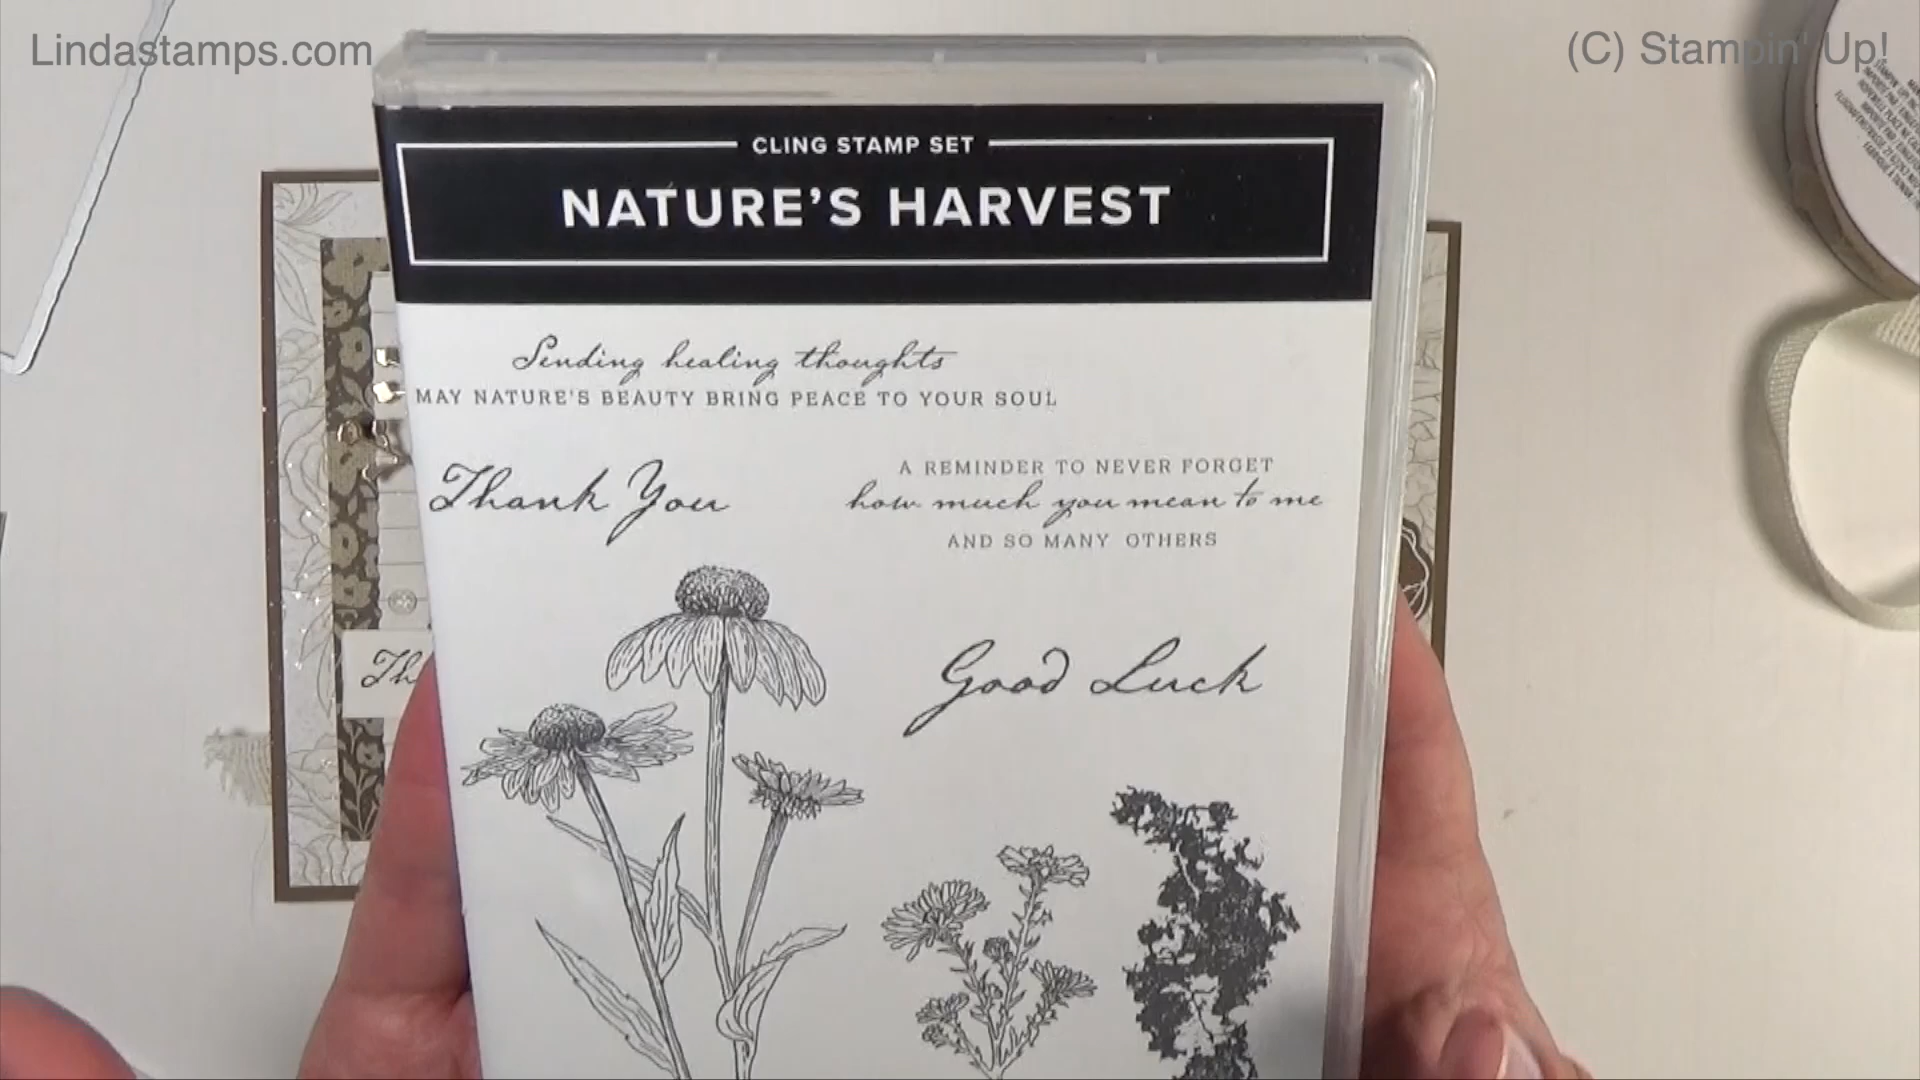 Lindastamps.com
(C) Stampin' Up!
CLING STAMP SET
NATURE'S HARVEST
Sending healing thoughts
MAY NATURE'S BEAUTY BRING PEACE TO YOUR SOUL
Thank You
A REMINDER TO NEVER FORGET
how much you mean to me
AND SO MANY OTHERS
Good Luck
Th